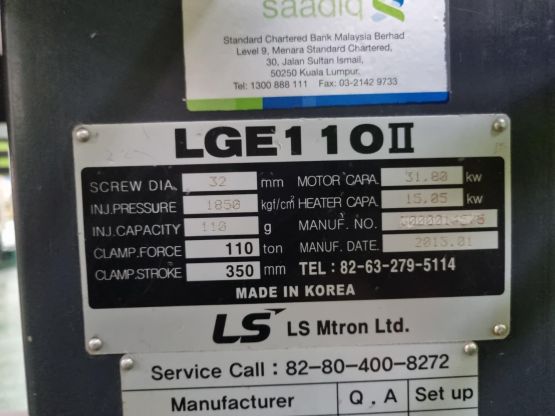 saadiq
Standard Chartered Bank Malaysia Berhad
Level 9, Menara Standard Chartered,
30, Jalan Sultan Ismail,
50250 Kuala Lumpur.
Tel: 1300 888 111 Fax: 03-2142 9733
LGE110II
SCREW DIA. 32 mm MOTOR CAPA. 31.80 kw
INJ.PRESSURE 1850 kgf/cm² HEATER CAPA. 15.05 kw
INJ.CAPACITY 110 g MANUF. NO.
CLAMP.FORCE 110 ton MANUF. DATE. 2013.01
CLAMP.STROKE 350 mm TEL : 82-63-279-5114
MADE IN KOREA
LS LS Mtron Ltd.
Service Call : 82-80-400-8272
Manufacturer Q , A Set up